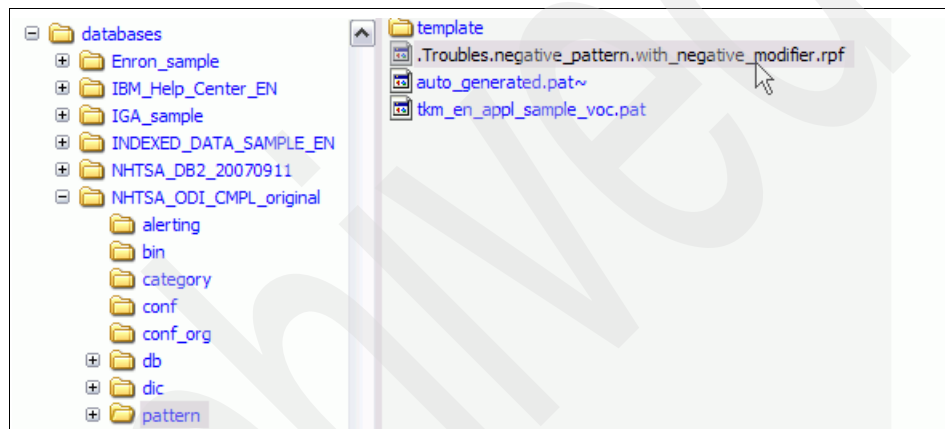 databases
Enron_sample
IBM_Help_Center_EN
IGA_sample
INDEXED_DATA_SAMPLE_EN
NHTSA_DB2_20070911
NHTSA_ODI_CMPL_original
alerting
bin
category
conf
conf_org
db
dic
pattern
template
.Troubles.negative_pattern.with_negative_modifier.rpf
auto_generated.pat~
tkm_en_appl_sample_voc.pat